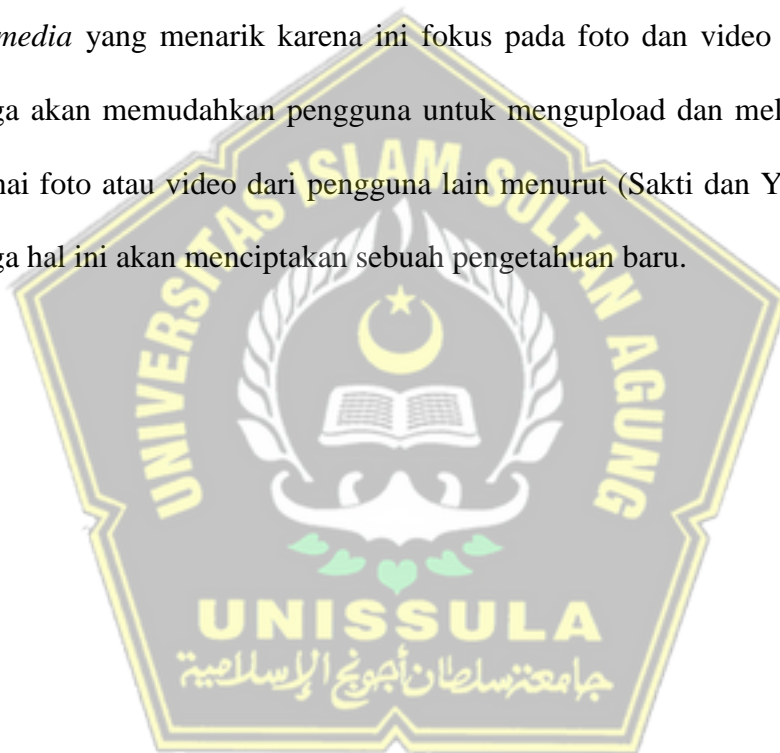 media yang menarik karena ini fokus pada foto dan video
ga akan memudahkan pengguna untuk mengupload dan mel
nai foto atau video dari pengguna lain menurut (Sakti dan Y
ga hal ini akan menciptakan sebuah pengetahuan baru.
UNIVERSITAS ISLAM SULTAN AGUNG
UNISSULA
جامعة سلطان أجونج الإسلامية